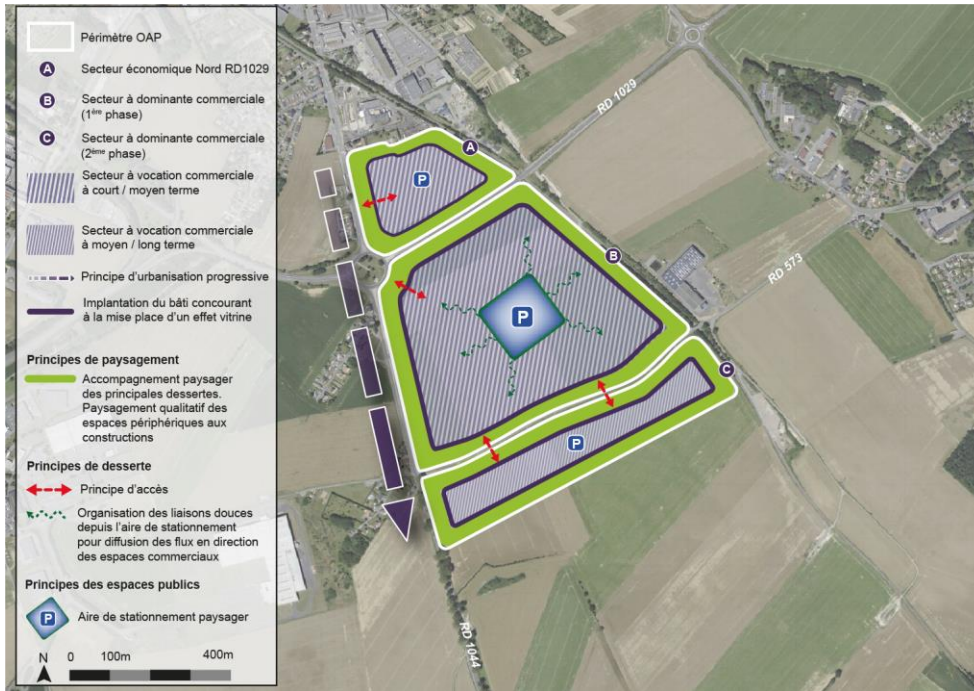 Périmètre OAP
A Secteur économique Nord RD1029
B Secteur à dominante commerciale
(1ère phase)
C Secteur à dominante commerciale
(2ème phase)
Secteur à vocation commerciale
à court / moyen terme
Secteur à vocation commerciale
à moyen / long terme
Principe d'urbanisation progressive
Implantation du bâti concourant
à la mise place d'un effet vitrine
Principes de paysagement
Accompagnement paysager
des principales dessertes.
Paysagement qualitatif des
espaces périphériques aux
constructions
Principes de desserte
Principe d'accès
Organisation des liaisons douces
depuis l'aire de stationnement
pour diffusion des flux en direction
des espaces commerciaux
Principes des espaces publics
P Aire de stationnement paysager
N 0 100m 400m
A
P
RD 1029
B
P
RD 573
C
P
RD 1044